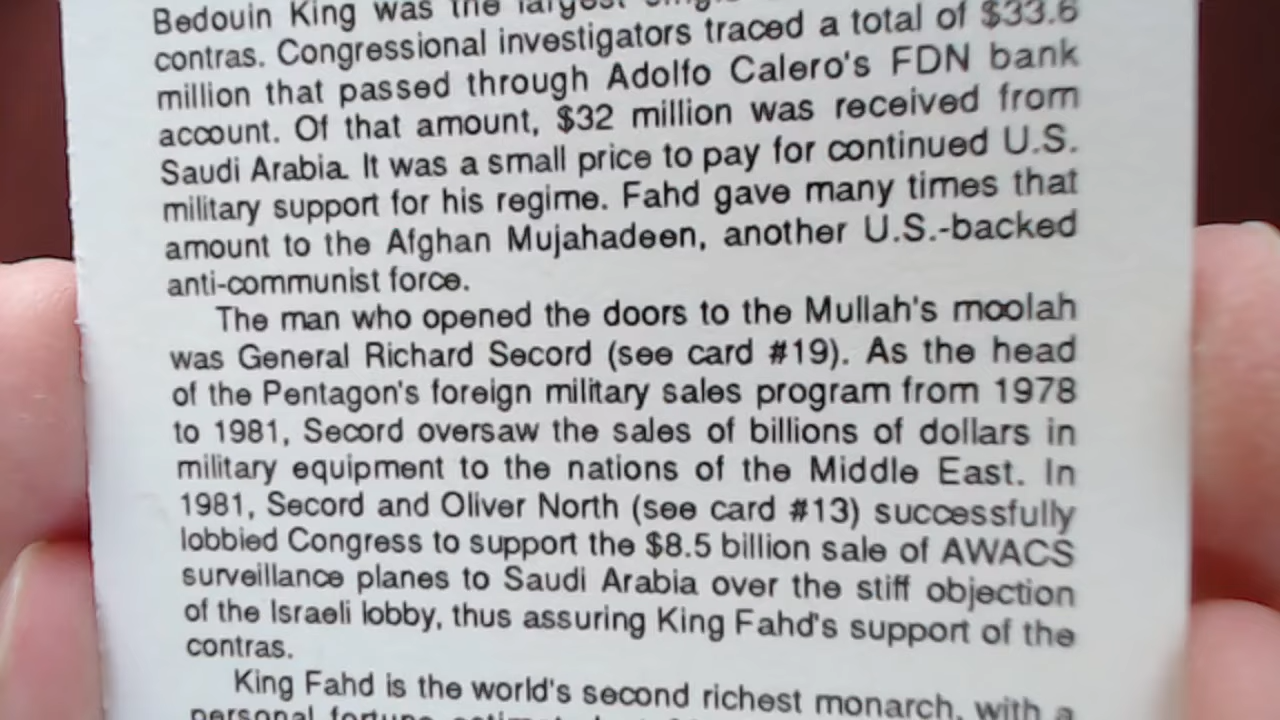 Bedouin King was the largest
contras. Congressional investigators traced a total of $33.6
million that passed through Adolfo Calero's FDN bank
account. Of that amount, $32 million was received from
Saudi Arabia. It was a small price to pay for continued U.S.
military support for his regime. Fahd gave many times that
amount to the Afghan Mujahadeen, another U.S.-backed
anti-communist force.
The man who opened the doors to the Mullah's moolah
was General Richard Secord (see card #19). As the head
of the Pentagon's foreign military sales program from 1978
to 1981, Secord oversaw the sales of billions of dollars in
military equipment to the nations of the Middle East. In
1981, Secord and Oliver North (see card #13) successfully
lobbied Congress to support the $8.5 billion sale of AWACS
surveillance planes to Saudi Arabia over the stiff objection
of the Israeli lobby, thus assuring King Fahd's support of the
contras.
King Fahd is the world's second richest monarch, with a
personal fortune